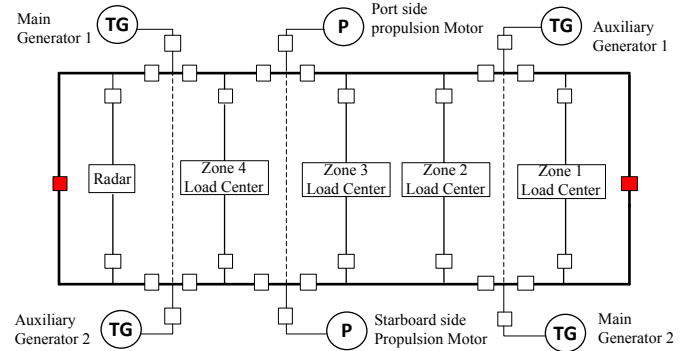 Main
Generator 1
TG
Port side
propulsion Motor
P
TG
Auxiliary
Generator 1
Radar
Zone 4
Load Center
Zone 3
Load Center
Zone 2
Load Center
Zone 1
Load Center
Auxiliary
Generator 2
TG
P
Starboard side
Propulsion Motor
TG
Main
Generator 2